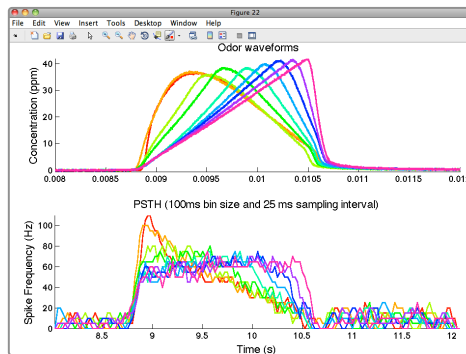 Figure 22
File Edit View Insert Tools Desktop Window Help
Odor waveforms
Concentration (ppm)
40
30
20
10
0
0.008 0.0085 0.009 0.0095 0.01 0.0105 0.011 0.011
PSTH (100ms bin size and 25 ms sampling interval)
Spike Frequency (Hz)
100
80
60
40
20
0
8.5 9 9.5 10 10.5 11 11.5 12
Time (s)